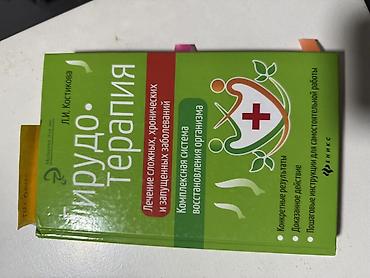 Л.И. Костикова
Гирудо-
терапия
Лечение сложных, хронических
и запущенных заболеваний
Комплексная система
восстановления организма
• Конкретные результаты
• Доказанное действие
• Пошаговые инструкции для самостоятельной работы
ФЕНИКС